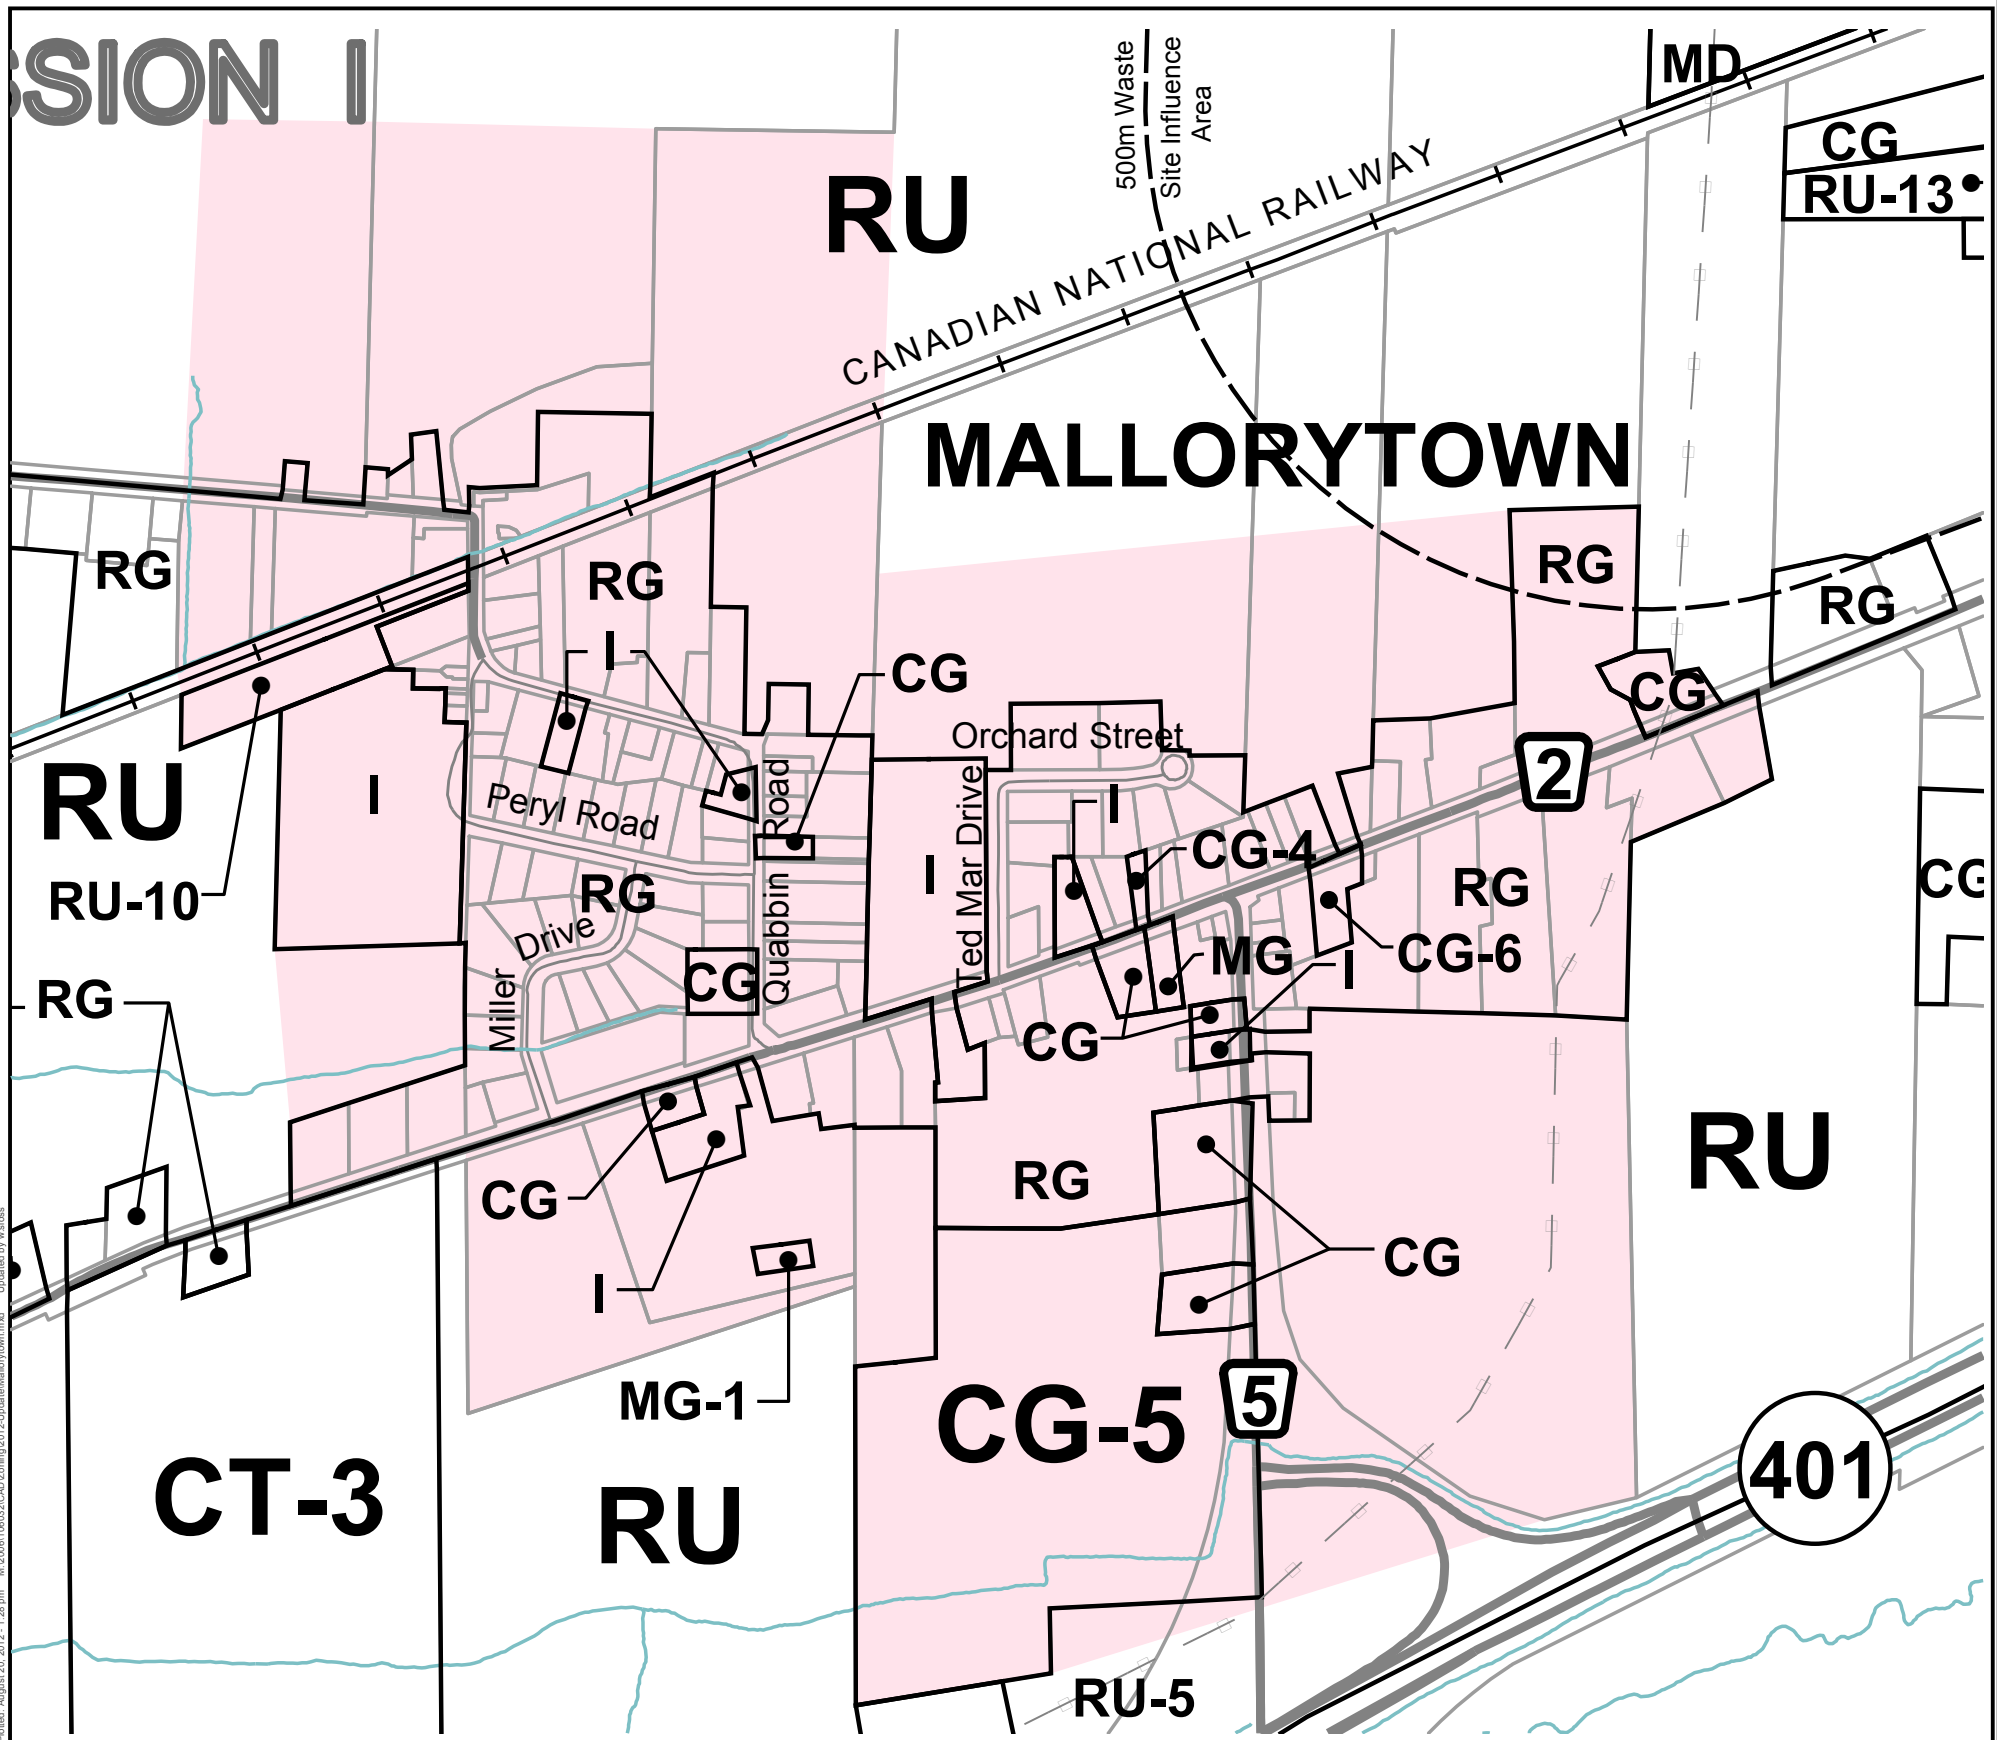 SSION I
500m Waste
Site Influence
Area
MD
CG
RU-13
RU
CANADIAN NATIONAL RAILWAY
MALLORYTOWN
RG
RG
RG
RG
I
CG
CG
Orchard Street
2
RU
I
Peryl Road
Quabbin Road
Ted Mar Drive
I
I
CG-4
RU-10
RG
RG
CG
Miller Drive
CG
MG
CG-6
I
RG
CG
RU
RG
CG
CG
I
MG-1
CG-5
5
CT-3
RU
401
RU-5